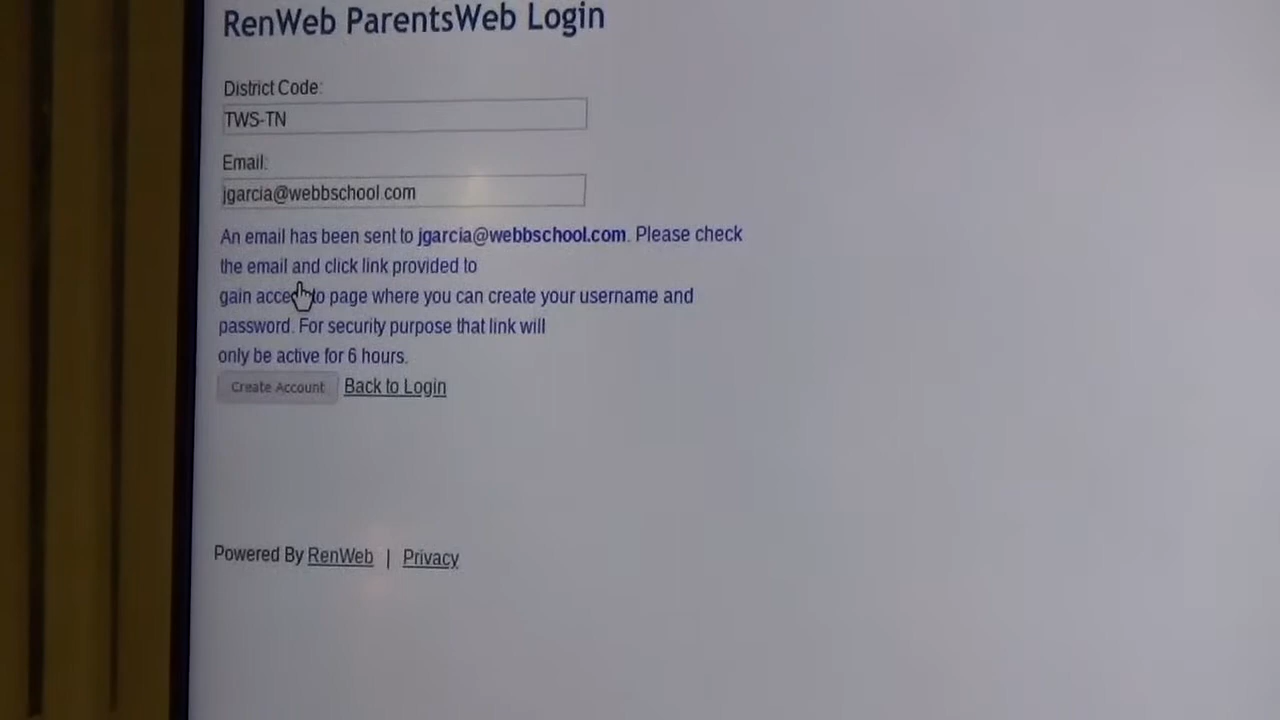 RenWeb ParentsWeb Login
District Code:
TWS-TN
Email:
jgarcia@webbschool.com
An email has been sent to jgarcia@webbschool.com. Please check
the email and click link provided to
gain to page where you can create your username and
password. For security purpose that link will
only be active for 6 hours.
Create Account Back to Login
Powered By RenWeb | Privacy